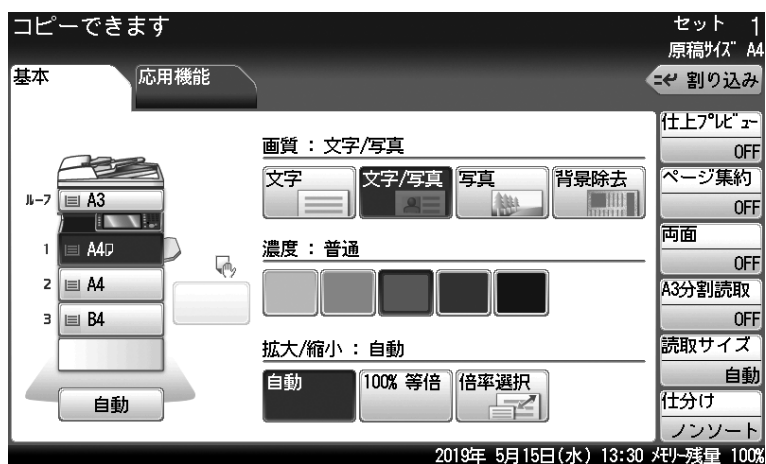 コピーできます
セット 1
原稿サイズ A4
基本
応用機能
割り込み
ルーフ A3
1 A4
2 A4
3 B4
自動
画質 : 文字/写真
文字
文字/写真
写真
背景除去
濃度 : 普通
拡大/縮小 : 自動
自動
100% 等倍
倍率選択
仕上プレビュー
OFF
ページ集約
OFF
両面
OFF
A3分割読取
OFF
読取サイズ
自動
仕分け
ノンソート
2019年 5月15日(水) 13:30 メモリー残量 100%